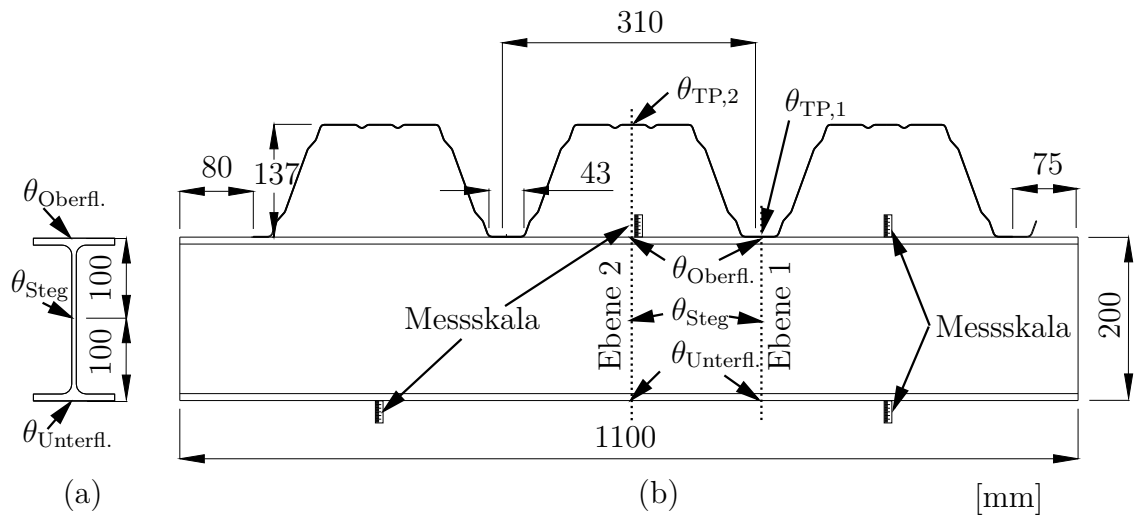 310
θTP,2
θTP,1
80
137
43
75
θOberfl.
θSteg
100
100
θUnterfl.
Messskala
Ebene 2
θOberfl.
θSteg
θUnterfl.
Ebene 1
Messskala
200
1100
(a)
(b)
[mm]